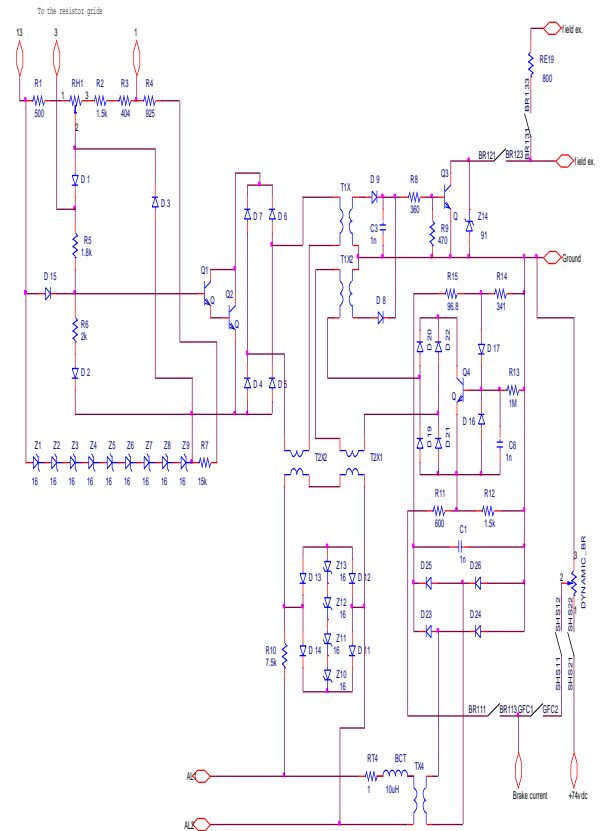 To the resistor grids
13
3
1
field ex.
RE19
800
R1
500
RH1
1
3
2
R2
1.5k
R3
404
R4
925
BR133
BR131
BR121
BR123
field ex.
D 1
D 3
D 9
R8
360
Q3
Q
T1X
C3
1n
R9
470
Z14
91
D 7
D 6
R5
1.8k
Ground
T1X2
D 15
Q1
Q
Q2
Q
R15
96.8
R14
341
D 8
R6
2k
D 20
D 22
D 17
D 2
D 4
D 5
Q4
Q
R13
1M
D 16
D 19
D 21
C6
1n
Z1
16
Z2
16
Z3
16
Z4
16
Z5
16
Z6
16
Z7
16
Z8
16
Z9
16
R7
15k
T2X2
T2X1
R11
600
R12
1.5k
C1
1n
D 13
Z13
16
D 12
Z12
16
D 25
D 26
3
2
1
DYNAMIC_BR
Z11
16
D 14
D 11
Z10
16
D 23
D 24
R10
7.5k
SHS12
SHS11
SHS22
SHS21
BR111
BR113
GFC1
GFC2
RT4
1
BCT
10uH
TX4
Brake current
+74vdc
AL2